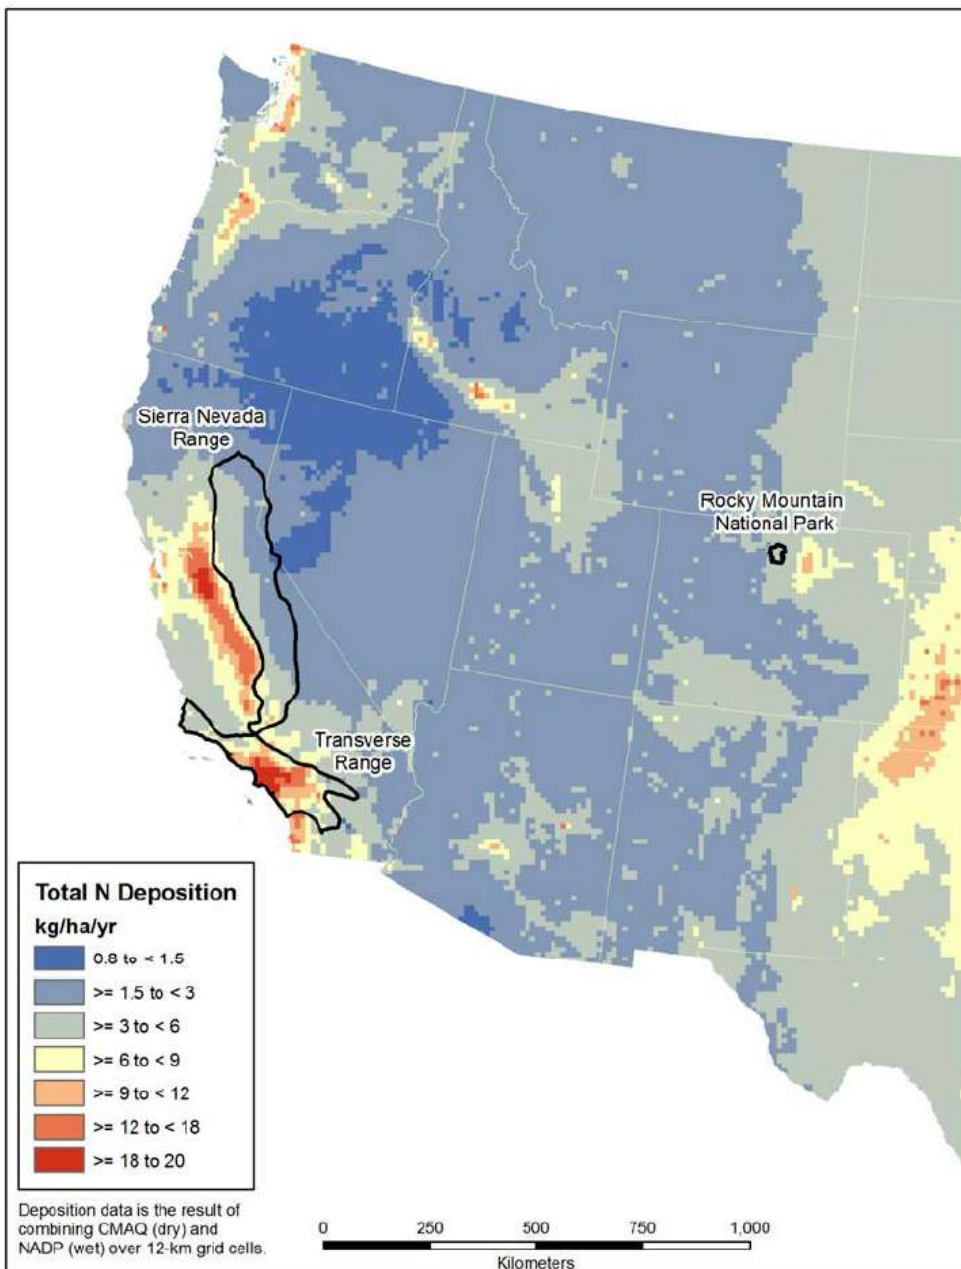 Sierra Nevada
Range
Rocky Mountain
National Park
Transverse
Range
Total N Deposition
kg/ha/yr
0.8 to < 1.5
>= 1.5 to < 3
>= 3 to < 6
>= 6 to < 9
>= 9 to < 12
>= 12 to < 18
>= 18 to 20
Deposition data is the result of
combining CMAQ (dry) and
NADP (wet) over 12-km grid cells.
0 250 500 750 1,000
Kilometers